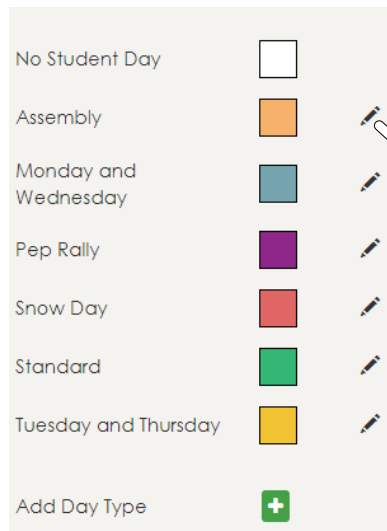 No Student Day
Assembly
Monday and
Wednesday
Pep Rally
Snow Day
Standard
Tuesday and Thursday
Add Day Type